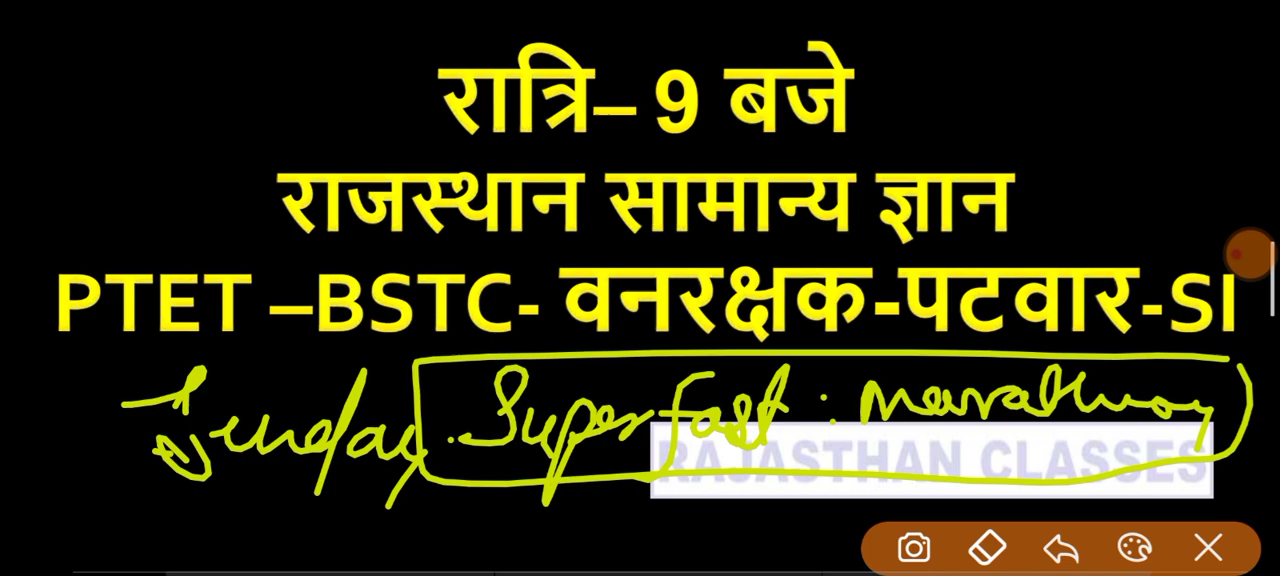 रात्रि– 9 बजे
राजस्थान सामान्य ज्ञान
PTET –BSTC- वनरक्षक-पटवार-SI
Sunday Superfast : marathon
RAJASTHAN CLASSES